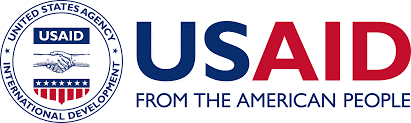 UNITED STATES AGENCY
USAID
INTERNATIONAL DEVELOPMENT
USAID
FROM THE AMERICAN PEOPLE